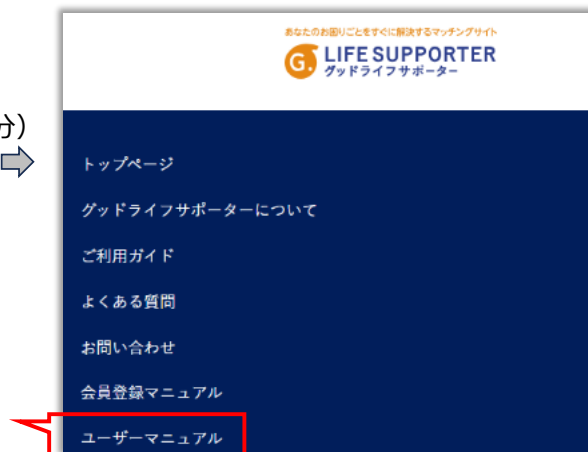 あなたのお困りごとをすぐに解決するマッチングサイト
G. LIFE SUPPORTER
グッドライフサポーター
分)
トップページ
グッドライフサポーターについて
ご利用ガイド
よくある質問
お問い合わせ
会員登録マニュアル
ユーザーマニュアル